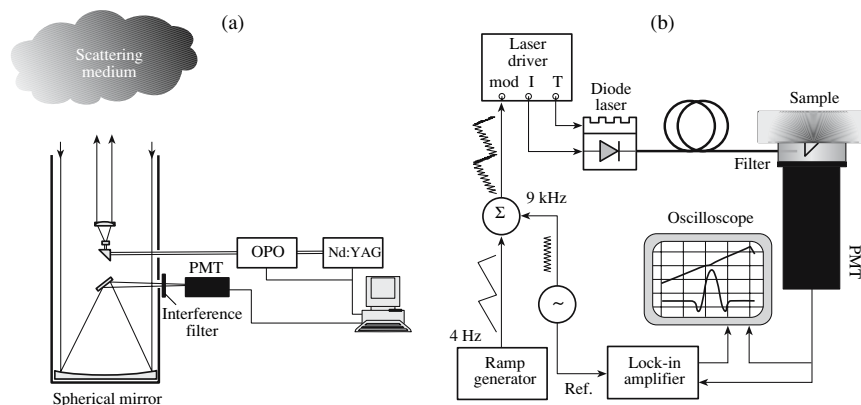 (a)
Scattering
medium
OPO
Nd:YAG
PMT
Interference
filter
Spherical mirror
(b)
Laser
driver
mod I T
Diode
laser
Sample
Filter
9 kHz
Σ
Oscilloscope
PMT
~
4 Hz
Ramp
generator
Ref.
Lock-in
amplifier